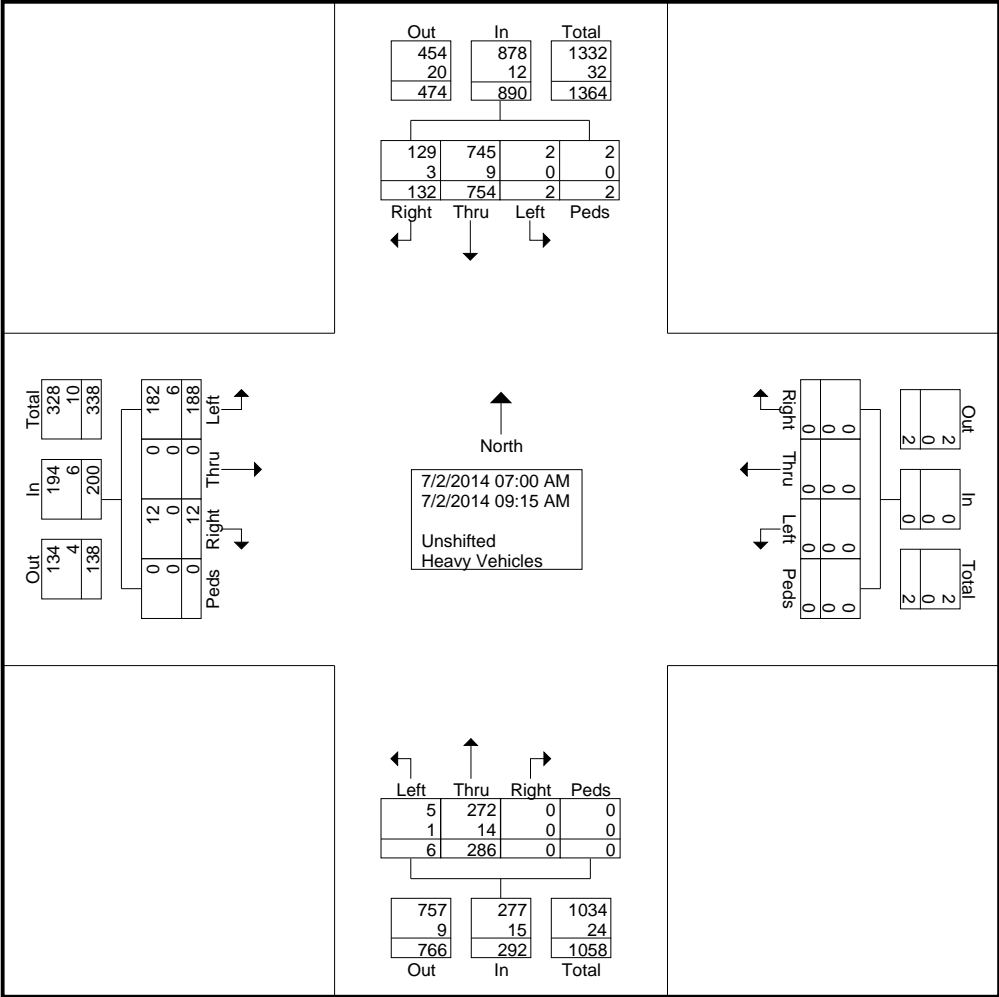 Out In Total
454 878 1332
20 12 32
474 890 1364
129 745 2 2
3 9 0 0
132 754 2 2
Right Thru Left Peds
Total
328
10
338
In
194
6
200
Out
134
4
138
182 0 12 0
6 0 0 0
188 0 12 0
Left Thru Right Peds
North
7/2/2014 07:00 AM
7/2/2014 09:15 AM
Unshifted
Heavy Vehicles
Right Thru Left Peds
0 0 0 0
0 0 0 0
0 0 0 0
Out
2
0
2
In
0
0
0
Total
2
0
2
Left Thru Right Peds
5 272 0 0
1 14 0 0
6 286 0 0
757 277 1034
9 15 24
766 292 1058
Out In Total